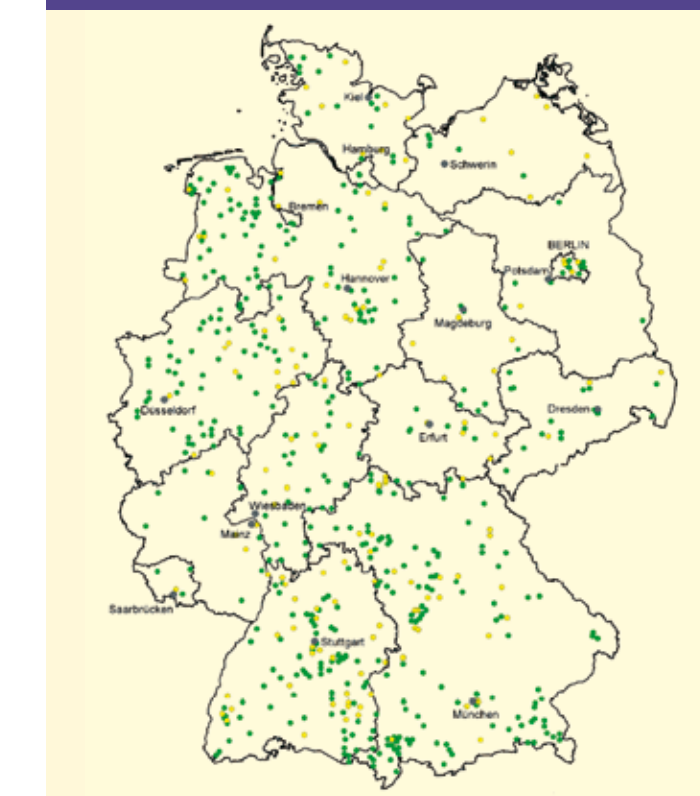 Kiel
Hamburg
Schwerin
Bremen
BERLIN
Potsdam
Hannover
Magdeburg
Düsseldorf
Dresden
Erfurt
Wiesbaden
Mainz
Saarbrücken
Stuttgart
München